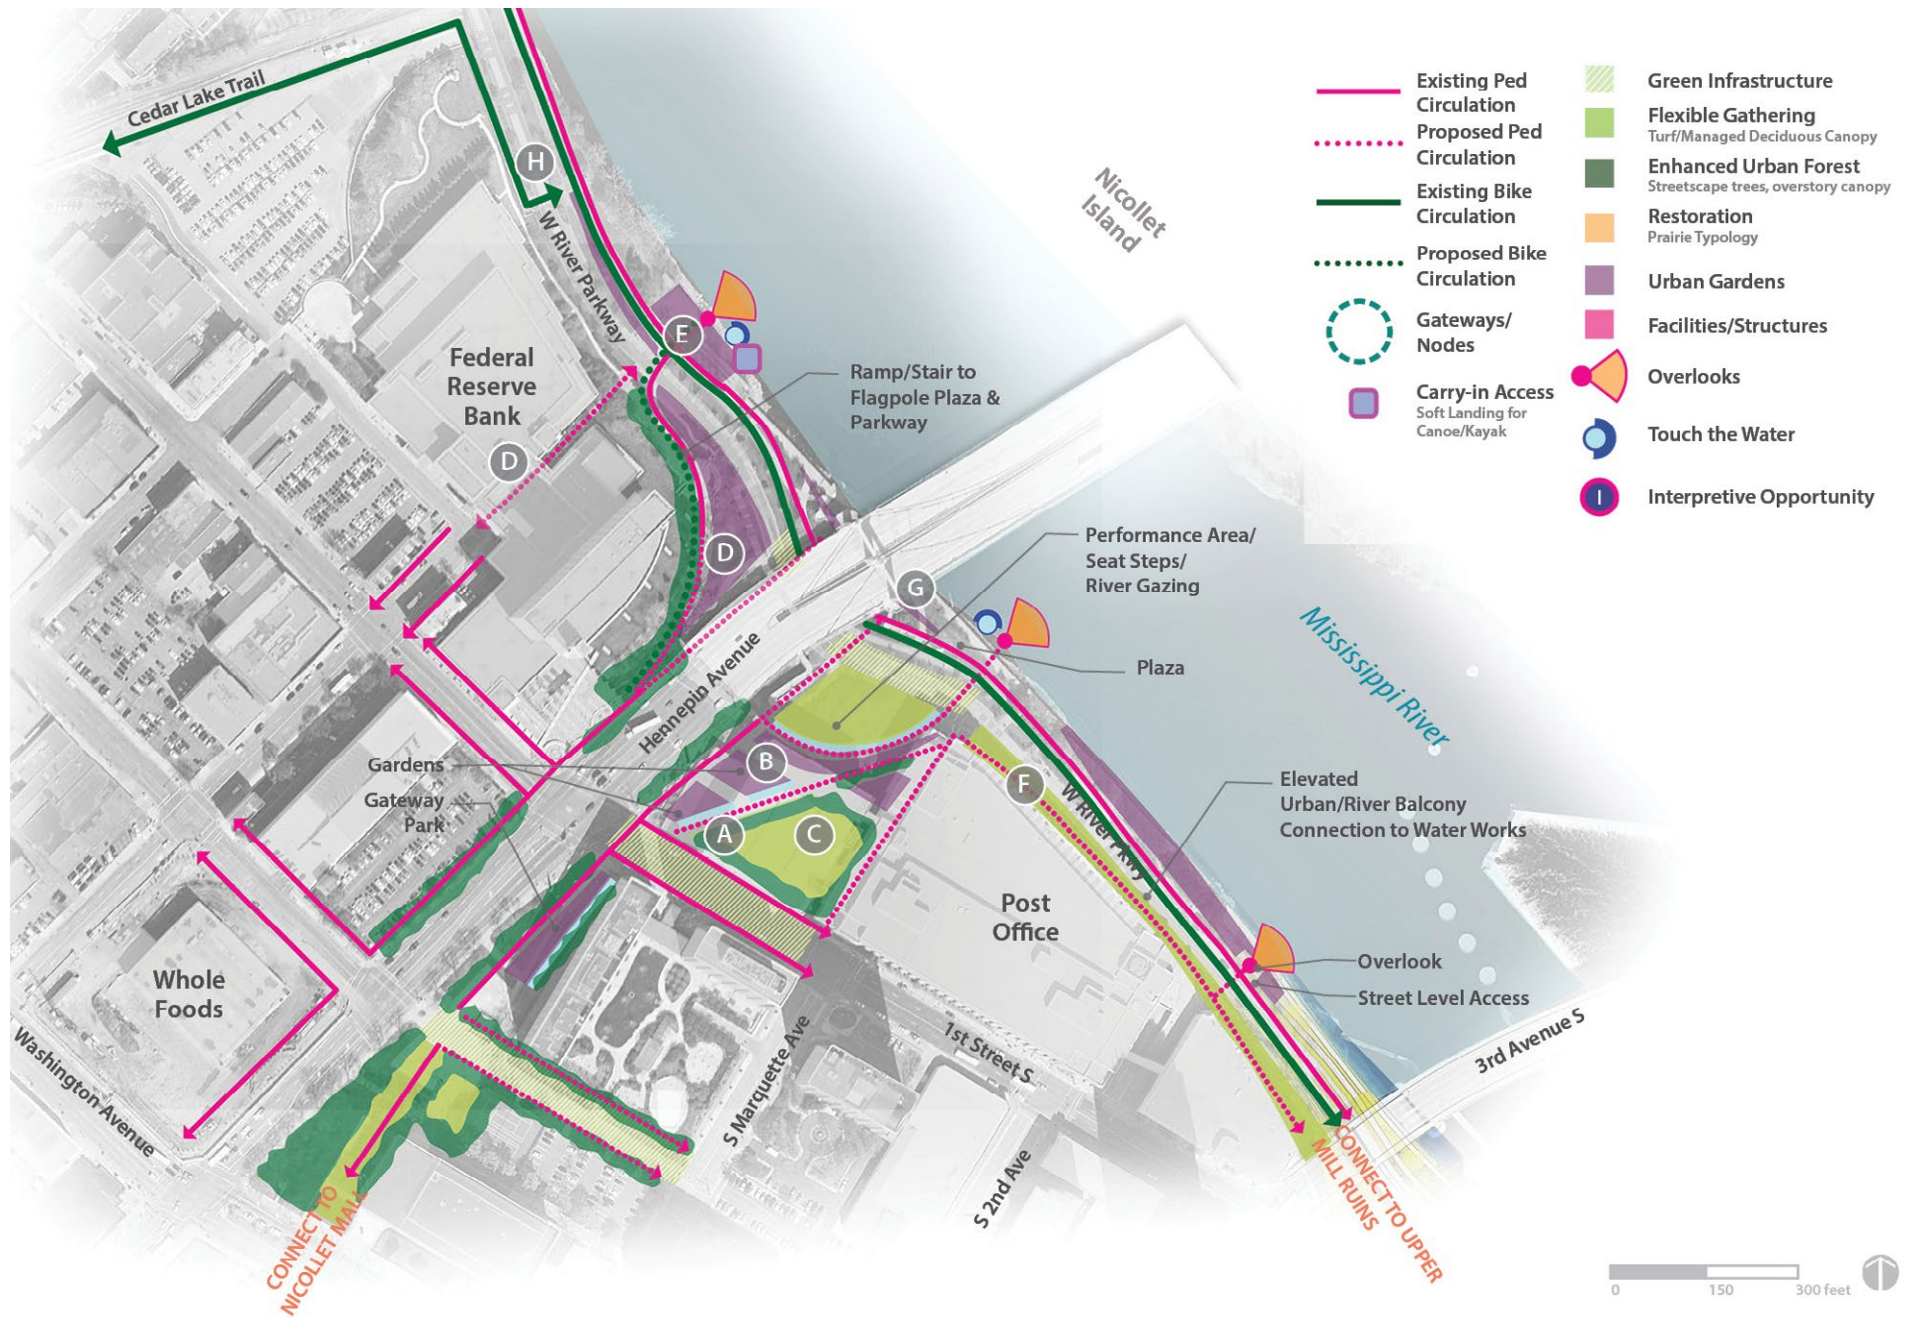 Cedar Lake Trail
H
W River Parkway
Nicollet
Island
E
Federal
Reserve
Bank
D
Ramp/Stair to
Flagpole Plaza &
Parkway
D
G
Performance Area/
Seat Steps/
River Gazing
Plaza
Mississippi River
Hennepin Avenue
Gardens
Gateway
Park
B
A
C
F
W River Pkwy
Elevated
Urban/River Balcony
Connection to Water Works
Post
Office
Whole
Foods
Overlook
Street Level Access
Washington Avenue
S Marquette Ave
1st Street S
S 2nd Ave
3rd Avenue S
CONNECT TO
NICOLLET MALL
CONNECT TO UPPER
MILL RUINS
Existing Ped
Circulation
Proposed Ped
Circulation
Existing Bike
Circulation
Proposed Bike
Circulation
Gateways/
Nodes
Carry-in Access
Soft Landing for
Canoe/Kayak
Green Infrastructure
Flexible Gathering
Turf/Managed Deciduous Canopy
Enhanced Urban Forest
Streetscape trees, overstory canopy
Restoration
Prairie Typology
Urban Gardens
Facilities/Structures
Overlooks
Touch the Water
I
Interpretive Opportunity
0 150 300 feet